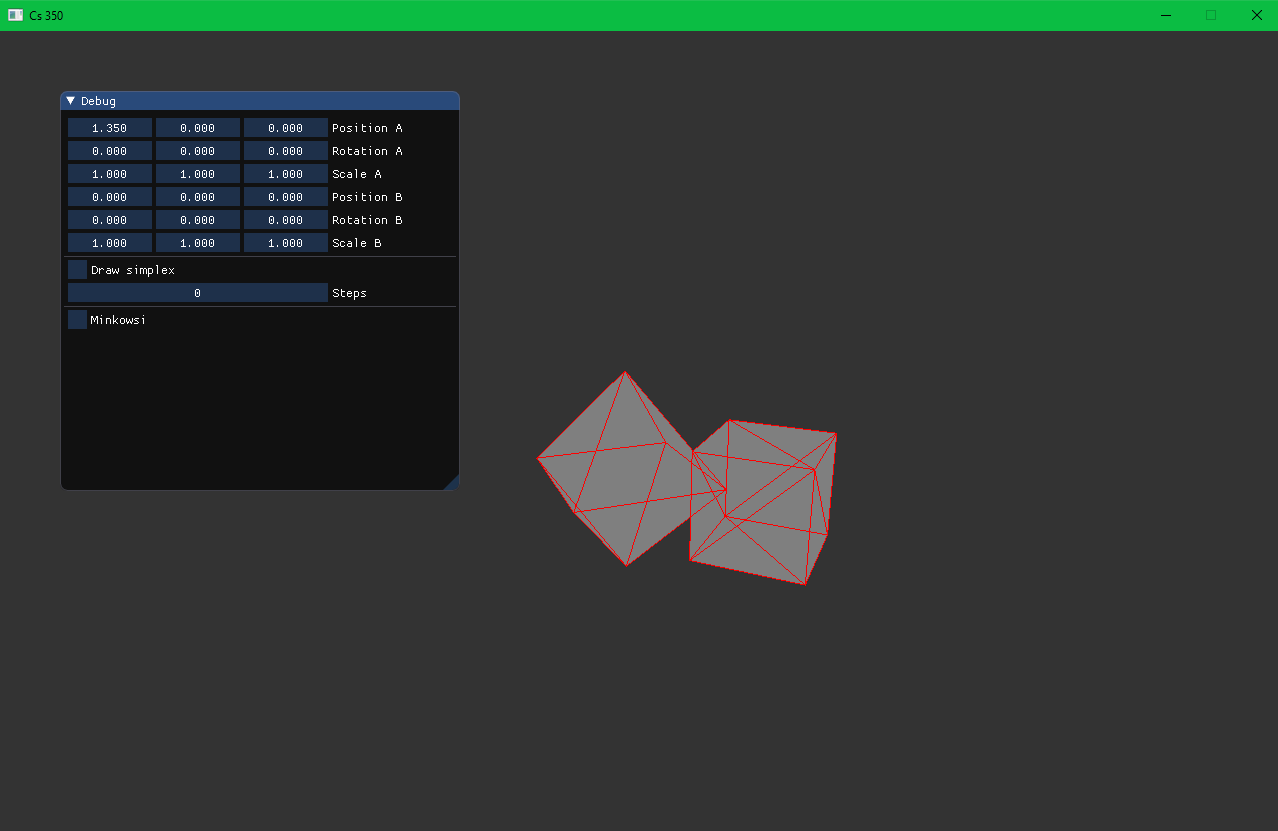 Cs 350
Debug
1.350 0.000 0.000 Position A
0.000 0.000 0.000 Rotation A
1.000 1.000 1.000 Scale A
0.000 0.000 0.000 Position B
0.000 0.000 0.000 Rotation B
1.000 1.000 1.000 Scale B
Draw simplex
0 Steps
Minkowsi